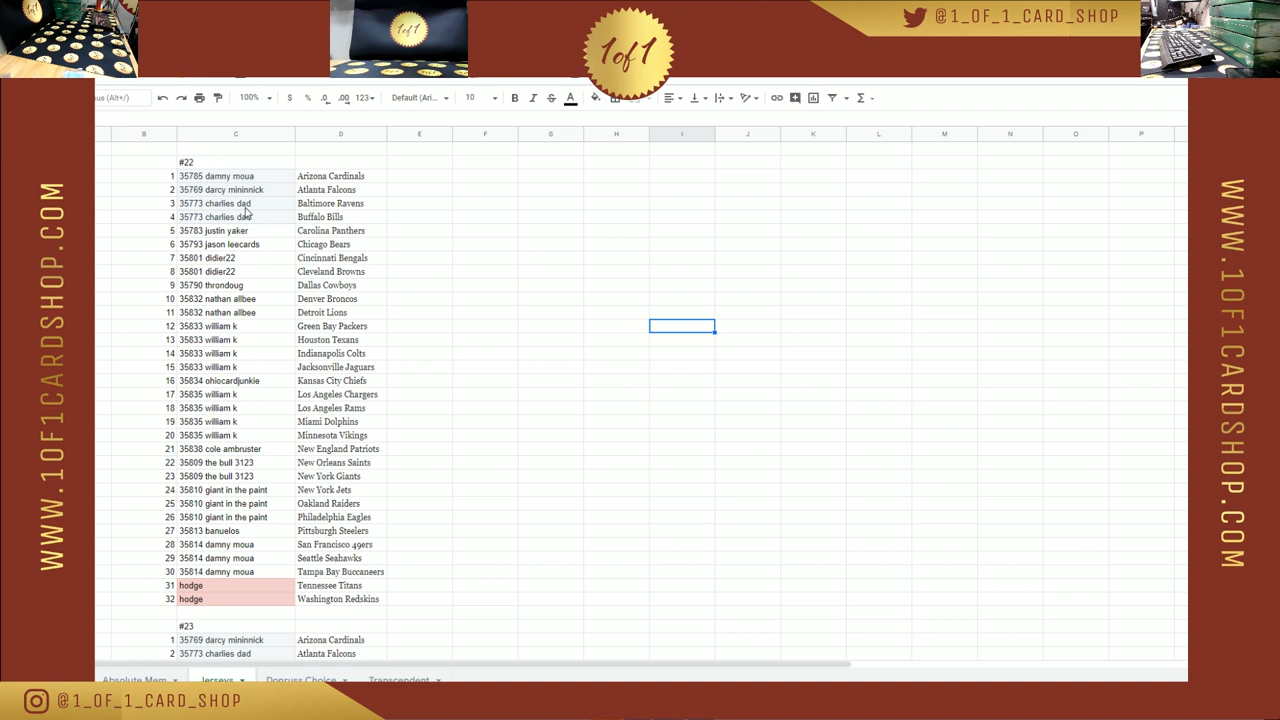 1of1
@1_OF_1_CARD_SHOP
1of1
WWW.1OF1CARDSHOP.COM
WWW.1OF1CARDSHOP.COM
us (Alt+/)
100%
$ % .0 .00 123
Default (Ari...
10
B I S A
B C D E F G H I J K L M N O P
#22
1 35785 damny moua Arizona Cardinals
2 35769 darcy mininnick Atlanta Falcons
3 35773 charlies dad Baltimore Ravens
4 35773 charlies dad Buffalo Bills
5 35783 justin yaker Carolina Panthers
6 35793 jason leecards Chicago Bears
7 35801 didier22 Cincinnati Bengals
8 35801 didier22 Cleveland Browns
9 35790 throndoug Dallas Cowboys
10 35832 nathan allbee Denver Broncos
11 35832 nathan allbee Detroit Lions
12 35833 william k Green Bay Packers
13 35833 william k Houston Texans
14 35833 william k Indianapolis Colts
15 35833 william k Jacksonville Jaguars
16 35834 ohiocardjunkie Kansas City Chiefs
17 35835 william k Los Angeles Chargers
18 35835 william k Los Angeles Rams
19 35835 william k Miami Dolphins
20 35835 william k Minnesota Vikings
21 35838 cole ambruster New England Patriots
22 35809 the bull 3123 New Orleans Saints
23 35809 the bull 3123 New York Giants
24 35810 giant in the paint New York Jets
25 35810 giant in the paint Oakland Raiders
26 35810 giant in the paint Philadelphia Eagles
27 35813 banuelos Pittsburgh Steelers
28 35814 damny moua San Francisco 49ers
29 35814 damny moua Seattle Seahawks
30 35814 damny moua Tampa Bay Buccaneers
31 hodge Tennessee Titans
32 hodge Washington Redskins
#23
1 35769 darcy mininnick Arizona Cardinals
2 35773 charlies dad Atlanta Falcons
Absolute Mem Jerseys Donruss Choice Transcendent
@1_OF_1_CARD_SHOP